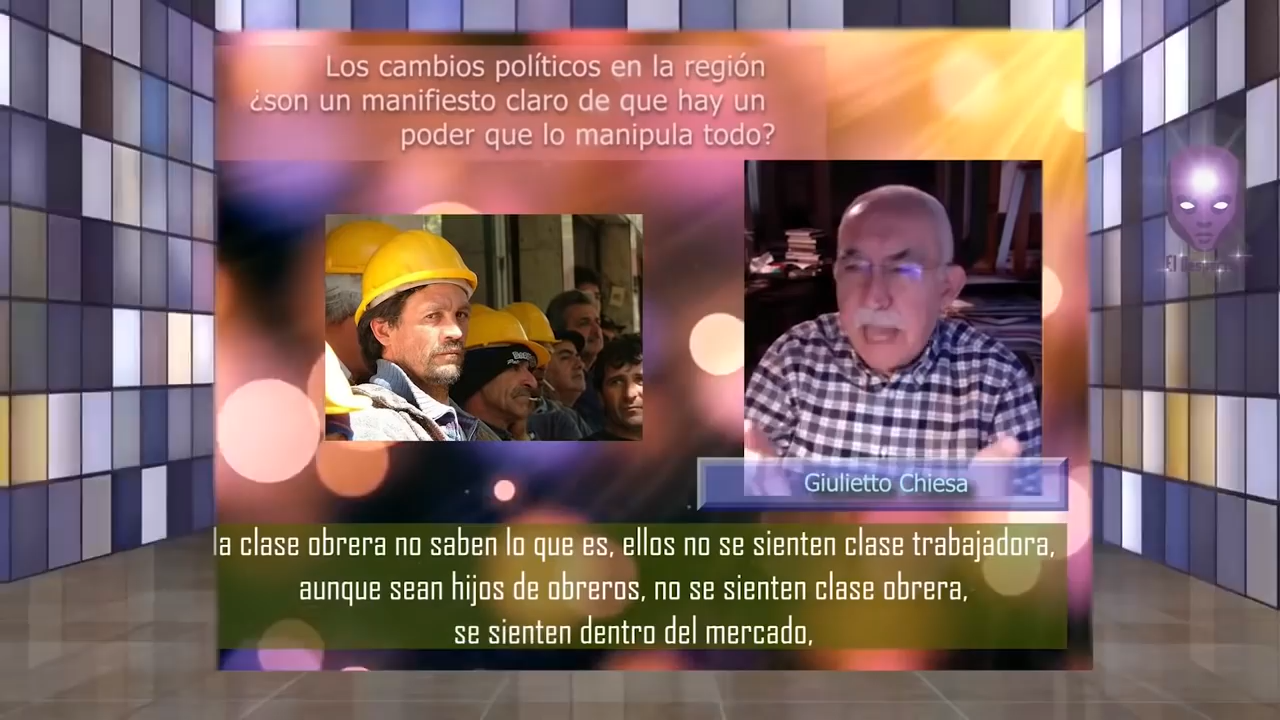 Los cambios políticos en la región
¿son un manifiesto claro de que hay un
poder que lo manipula todo?
Giulietto Chiesa
la clase obrera no saben lo que es, ellos no se sienten clase trabajadora,
aunque sean hijos de obreros, no se sienten clase obrera,
se sienten dentro del mercado,
El